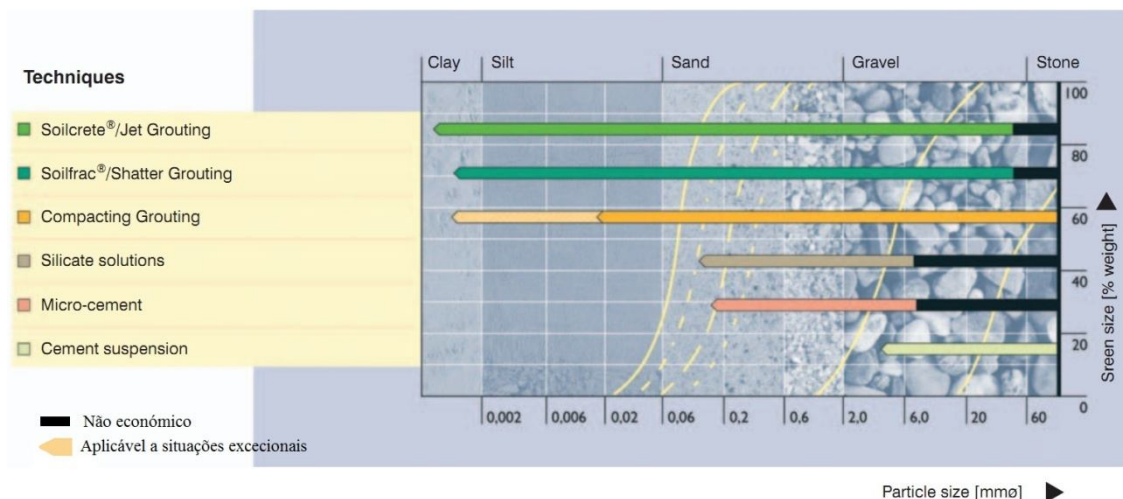 Clay Silt Sand Gravel Stone
Techniques
Soilcrete®/Jet Grouting
Soilfrac®/Shatter Grouting
Compacting Grouting
Silicate solutions
Micro-cement
Cement suspension
100
80
60
40
20
0
Sreen size [% weight]
Não económico
Aplicável a situações excecionais
0,002 0,006 0,02 0,06 0,2 0,6 2,0 6,0 20 60
Particle size [mmø]